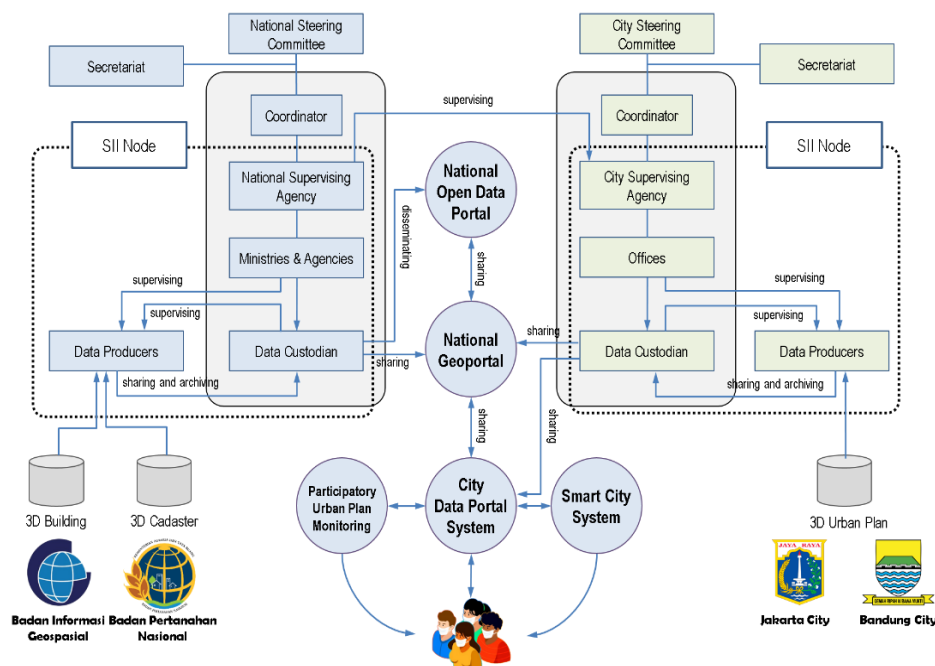 National Steering
Committee
City Steering
Committee
Secretariat
Secretariat
Coordinator
supervising
Coordinator
SII Node
SII Node
National Supervising
Agency
National
Open Data
Portal
City Supervising
Agency
disseminating
Ministries & Agencies
sharing
Offices
supervising
supervising
supervising
supervising
Data Producers
Data Custodian
sharing
National
Geoportal
sharing
Data Custodian
Data Producers
sharing and archiving
sharing and archiving
sharing
sharing
3D Building
3D Cadaster
Participatory
Urban Plan
Monitoring
City
Data Portal
System
Smart City
System
3D Urban Plan
Badan Informasi
Geospasial
Badan Pertanahan
Nasional
JAYA RAYA
Jakarta City
Bandung City